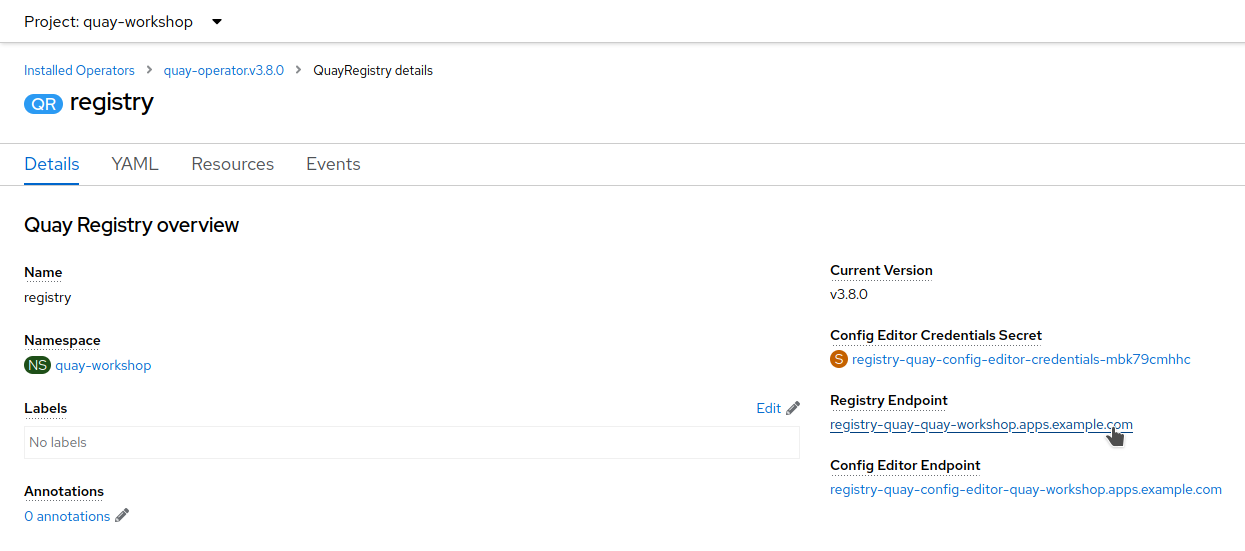 Project: quay-workshop
Installed Operators > quay-operator.v3.8.0 > QuayRegistry details
QR registry
Details YAML Resources Events
Quay Registry overview
Name
registry
Namespace
NS quay-workshop
Labels
Edit
No labels
Annotations
0 annotations
Current Version
v3.8.0
Config Editor Credentials Secret
S registry-quay-config-editor-credentials-mbk79cmhhc
Registry Endpoint
registry-quay-quay-workshop.apps.example.com
Config Editor Endpoint
registry-quay-config-editor-quay-workshop.apps.example.com